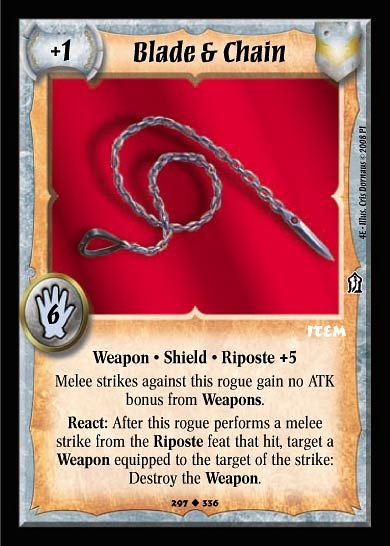 +1
Blade & Chain
4E • Illus. Cris Dornaus © 2008 P1
6
ITEM
Weapon • Shield • Riposte +5
Melee strikes against this rogue gain no ATK
bonus from Weapons.
React: After this rogue performs a melee
strike from the Riposte feat that hit, target a
Weapon equipped to the target of the strike:
Destroy the Weapon.
297 ◆ 336